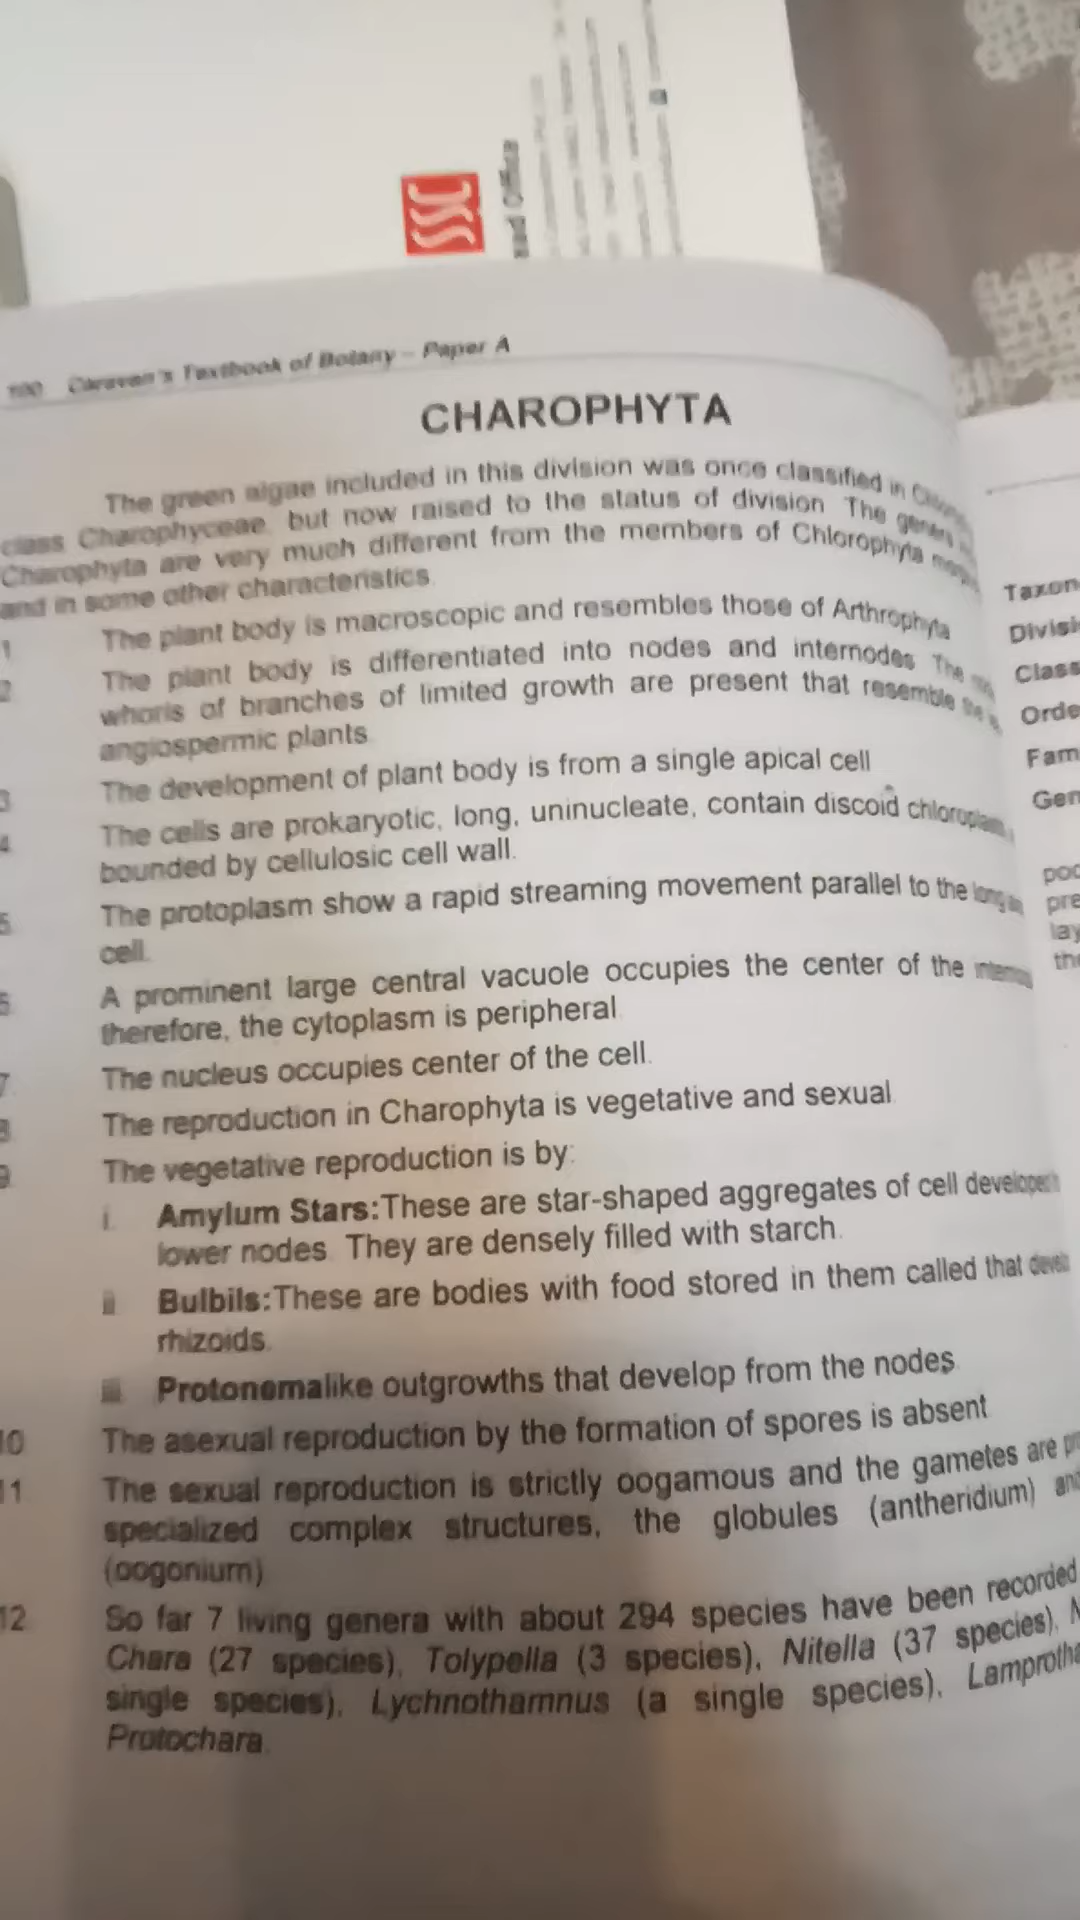 100 Caravan's Textbook of Botany – Paper A
CHAROPHYTA
The green algae included in this division was once classified in
class Charophyceae, but now raised to the status of division. The genera
Charophyta are very much different from the members of Chlorophyta
and in some other characteristics.
1 The plant body is macroscopic and resembles those of Arthrophyta
2 The plant body is differentiated into nodes and internodes. The
whorls of branches of limited growth are present that resemble the
angiospermic plants.
3 The development of plant body is from a single apical cell
4 The cells are prokaryotic, long, uninucleate, contain discoid
bounded by cellulosic cell wall.
5 The protoplasm show a rapid streaming movement parallel to the long
cell.
A prominent large central vacuole occupies the center of the
therefore, the cytoplasm is peripheral.
7. The nucleus occupies center of the cell.
8 The reproduction in Charophyta is vegetative and sexual.
9 The vegetative reproduction is by:
i. Amylum Stars:These are star-shaped aggregates of cell
lower nodes. They are densely filled with starch.
ii Bulbils:These are bodies with food stored in them called that
rhizoids.
iii Protonemalike outgrowths that develop from the nodes.
10 The asexual reproduction by the formation of spores is absent.
11 The sexual reproduction is strictly oogamous and the gametes are
specialized complex structures, the globules (antheridium)
(oogonium).
12 So far 7 living genera with about 294 species have been recorded
Chara (27 species), Tolypella (3 species), Nitella (37 species),
single species), Lychnothamnus (a single species),
Protochara.
Taxon
Divisi
Class
Orde
Fam
Gen
pre
lay
the